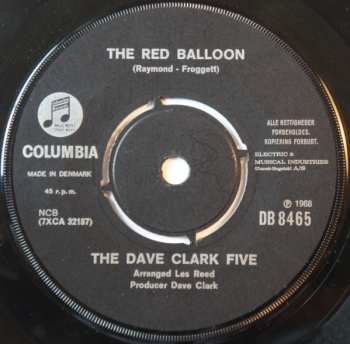 THE RED BALLOON
(Raymond - Froggett)
COLUMBIA
MADE IN DENMARK
45 r.p.m.
NCB
(7XCA 32187)
ALLE RETTIGHEDER
FORBEHOLDES.
KOPIERING FORBUDT.
ELECTRIC &
MUSICAL INDUSTRIES
A/S
℗ 1968
DB 8465
THE DAVE CLARK FIVE
Arranged Les Reed
Producer Dave Clark